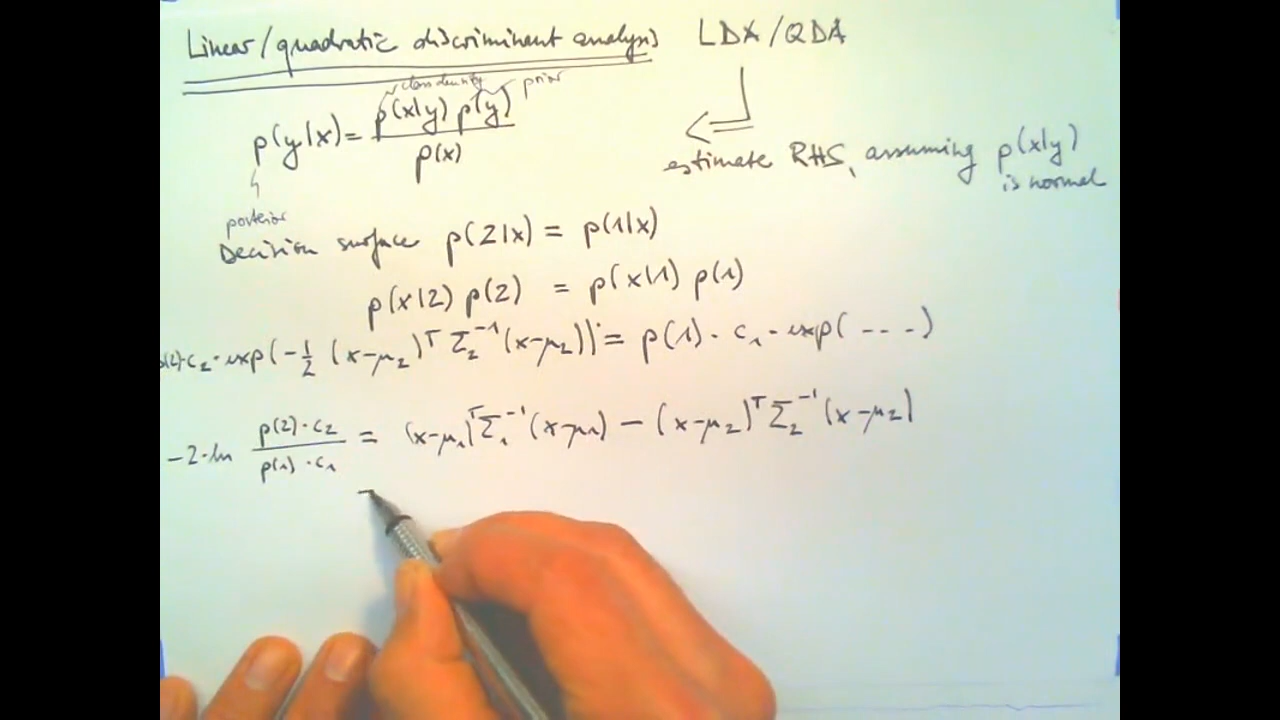 Linear/quadratic discriminant analysis LDA/QDA
class density prior
p(y|x) = p(x|y) p(y) / p(x)
posterior
estimate RHS, assuming p(x|y)
is normal
Decision surface p(2|x) = p(1|x)
p(x|2) p(2) = p(x|1) p(1)
p(2)·c₂·exp(-½ (x-μ₂)ᵀ Σ₂⁻¹ (x-μ₂)) = p(1)·c₁·exp(....)
-2·ln p(2)·c₂ / p(1)·c₁ = (x-μ₁)ᵀ Σ₁⁻¹ (x-μ₁) - (x-μ₂)ᵀ Σ₂⁻¹ (x-μ₂)